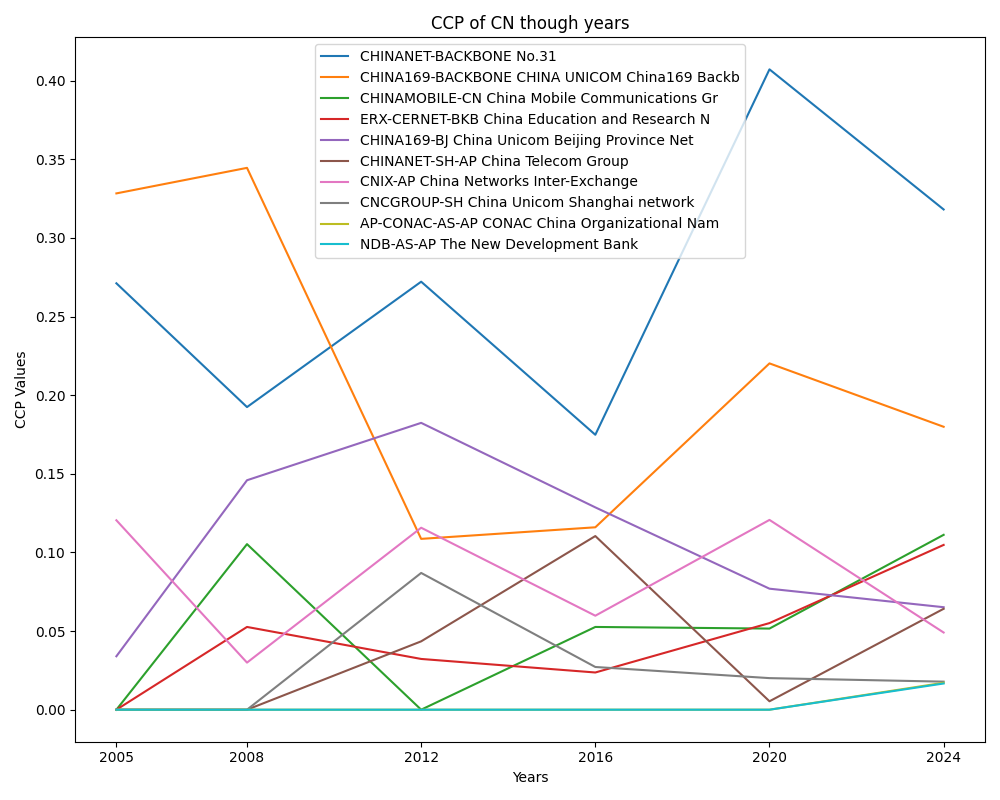 CCP of CN though years
CHINANET-BACKBONE No.31
CHINA169-BACKBONE CHINA UNICOM China169 Backb
CHINAMOBILE-CN China Mobile Communications Gr
ERX-CERNET-BKB China Education and Research N
CHINA169-BJ China Unicom Beijing Province Net
CHINANET-SH-AP China Telecom Group
CNIX-AP China Networks Inter-Exchange
CNCGROUP-SH China Unicom Shanghai network
AP-CONAC-AS-AP CONAC China Organizational Nam
NDB-AS-AP The New Development Bank
CCP Values
0.40
0.35
0.30
0.25
0.20
0.15
0.10
0.05
0.00
2005 2008 2012 2016 2020 2024
Years